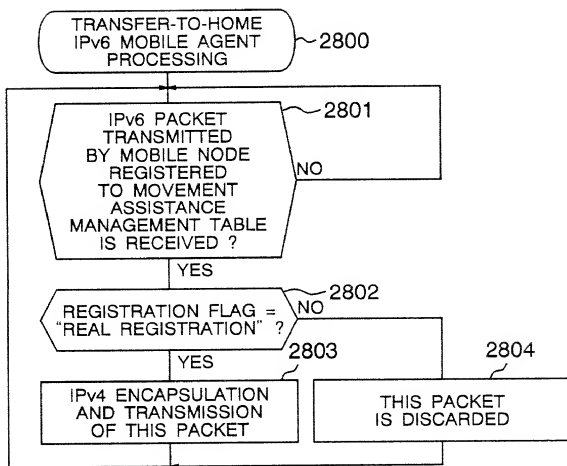 TRANSFER-TO-HOME
IPv6 MOBILE AGENT
PROCESSING
2800
IPv6 PACKET
TRANSMITTED
BY MOBILE NODE
REGISTERED
TO MOVEMENT
ASSISTANCE
MANAGEMENT TABLE
IS RECEIVED ?
2801
NO
YES
REGISTRATION FLAG =
"REAL REGISTRATION" ?
2802
NO
YES
IPv4 ENCAPSULATION
AND TRANSMISSION
OF THIS PACKET
2803
THIS PACKET
IS DISCARDED
2804